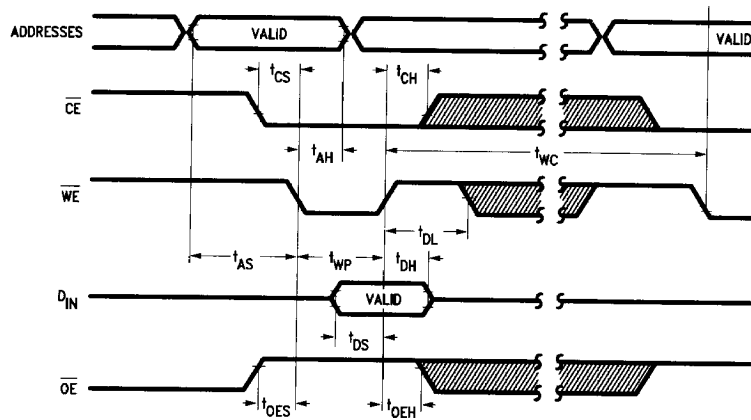 ADDRESSES VALID VALID
tCS tCH
CE
tAH tWC
WE
tDL
tAS tWP tDH
DIN VALID
tDS
OE
tOES tOEH